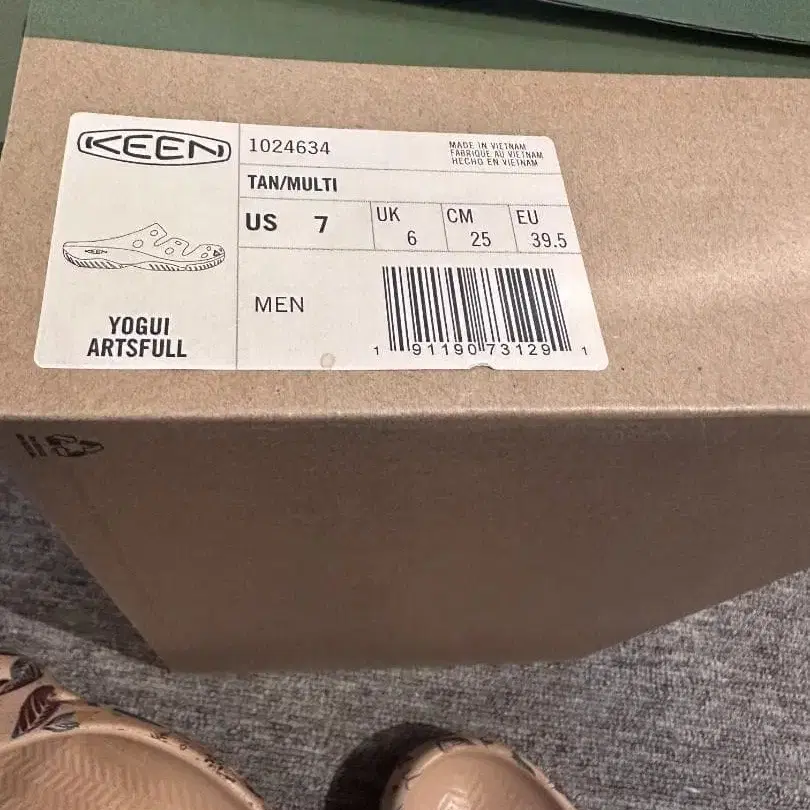 KEEN
1024634
MADE IN VIETNAM
FABRIQUE AU VIETNAM
HECHO EN VIETNAM
TAN/MULTI
US 7
UK 6
CM 25
EU 39.5
KEEN
YOGUI
ARTSFULL
MEN
1 91190 73129 1